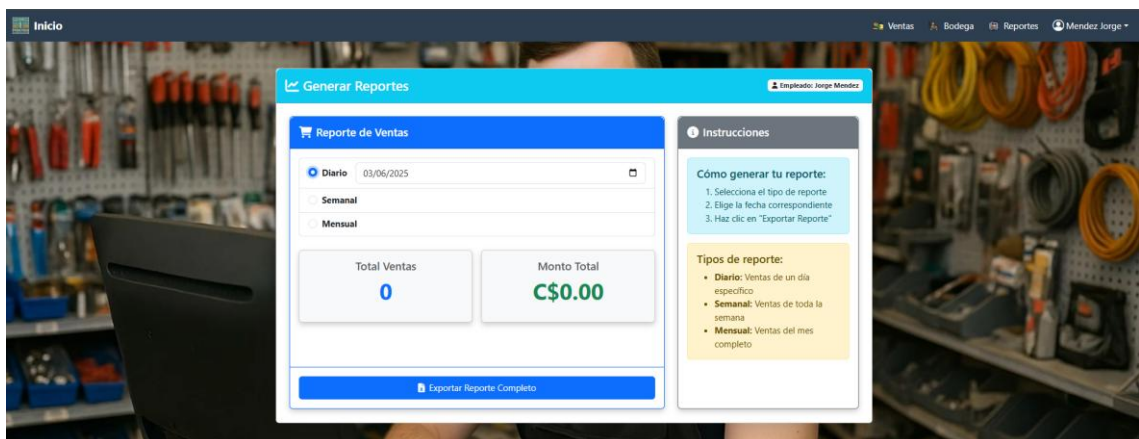 Inicio
Ventas
Bodega
Reportes
Mendez Jorge
Generar Reportes
Empleado: Jorge Mendez
Reporte de Ventas
Diario 03/06/2025
Semanal
Mensual
Total Ventas
0
Monto Total
C$0.00
Exportar Reporte Completo
Instrucciones
Cómo generar tu reporte:
1. Selecciona el tipo de reporte
2. Elige la fecha correspondiente
3. Haz clic en "Exportar Reporte"
Tipos de reporte:
• Diario: Ventas de un día
específico
• Semanal: Ventas de toda la
semana
• Mensual: Ventas del mes
completo